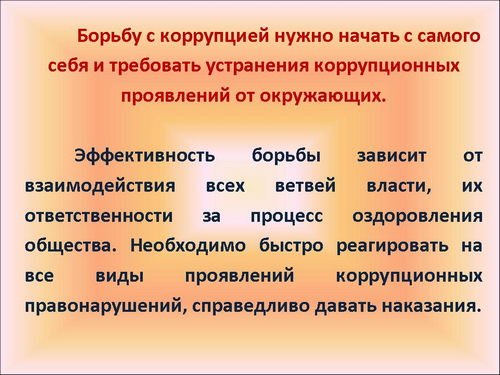 Борьбу с коррупцией нужно начать с самого
себя и требовать устранения коррупционных
проявлений от окружающих.
Эффективность борьбы зависит от
взаимодействия всех ветвей власти, их
ответственности за процесс оздоровления
общества. Необходимо быстро реагировать на
все виды проявлений коррупционных
правонарушений, справедливо давать наказания.